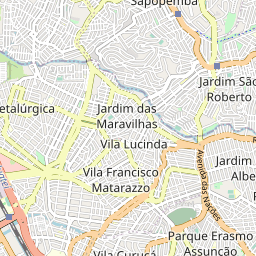 Sapopemba
Jardim São
Roberto
etalúrgica
Jardim das
Maravilhas
Vila Lucinda
Jardim
Albe
Avenida das Nações
Vila Francisco
Matarazzo
Parque Erasmo
Assunção
Vila Curuçá